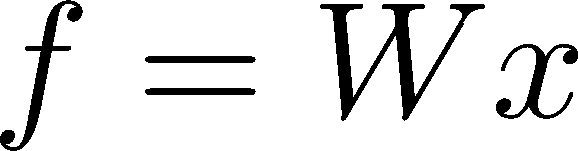 f = Wx